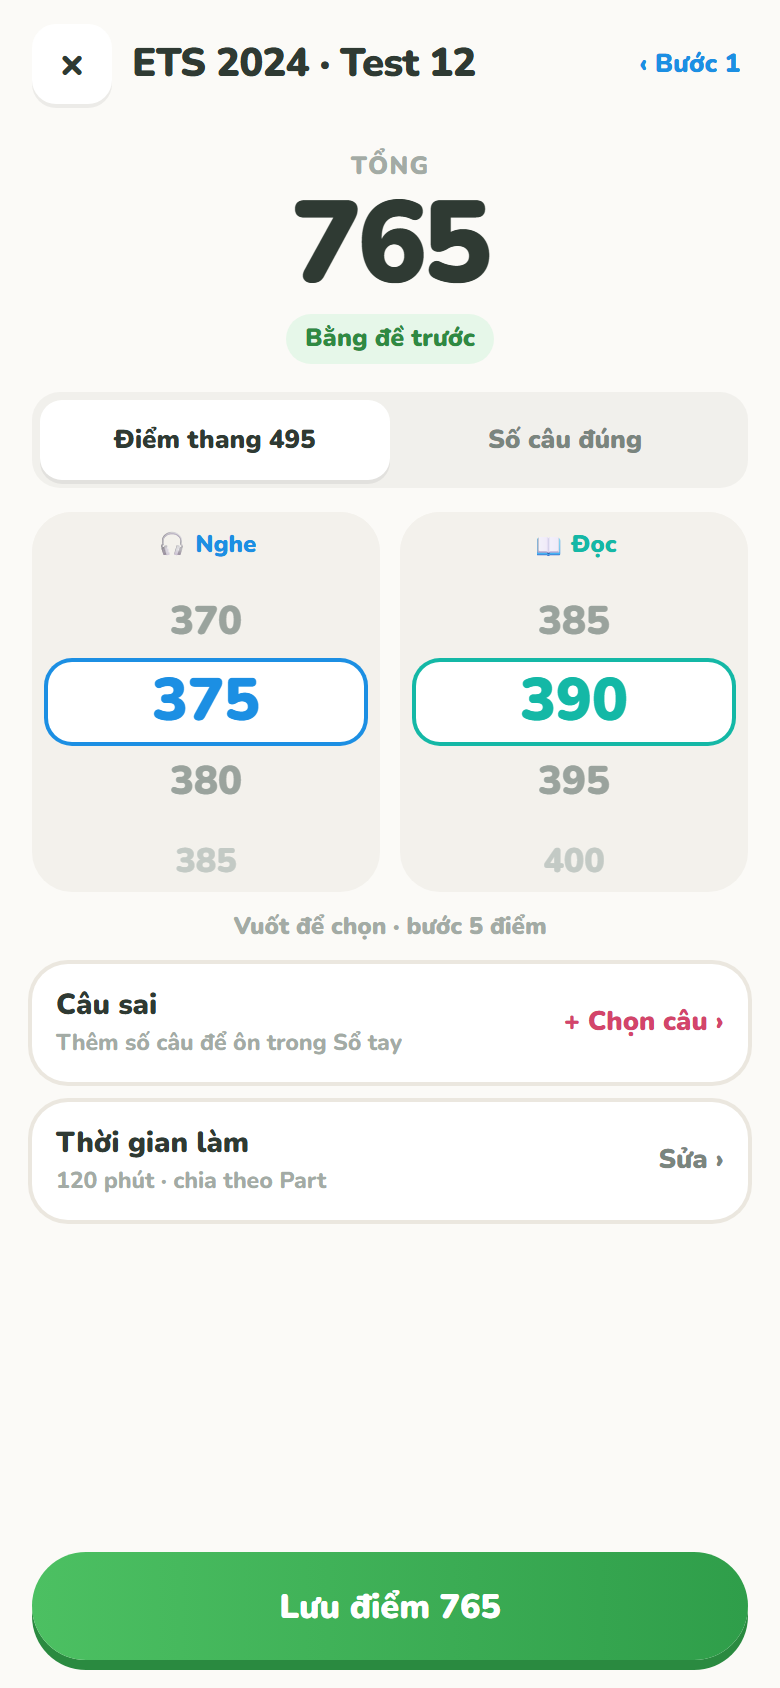 × ETS 2024 · Test 12 ‹ Bước 1
TỔNG
765
Bằng đề trước
Điểm thang 495 Số câu đúng
🎧 Nghe 📖 Đọc
370 385
375 390
380 395
385 400
Vuốt để chọn · bước 5 điểm
Câu sai
+ Chọn câu ›
Thêm số câu để ôn trong Sổ tay
Thời gian làm
Sửa ›
120 phút · chia theo Part
Lưu điểm 765